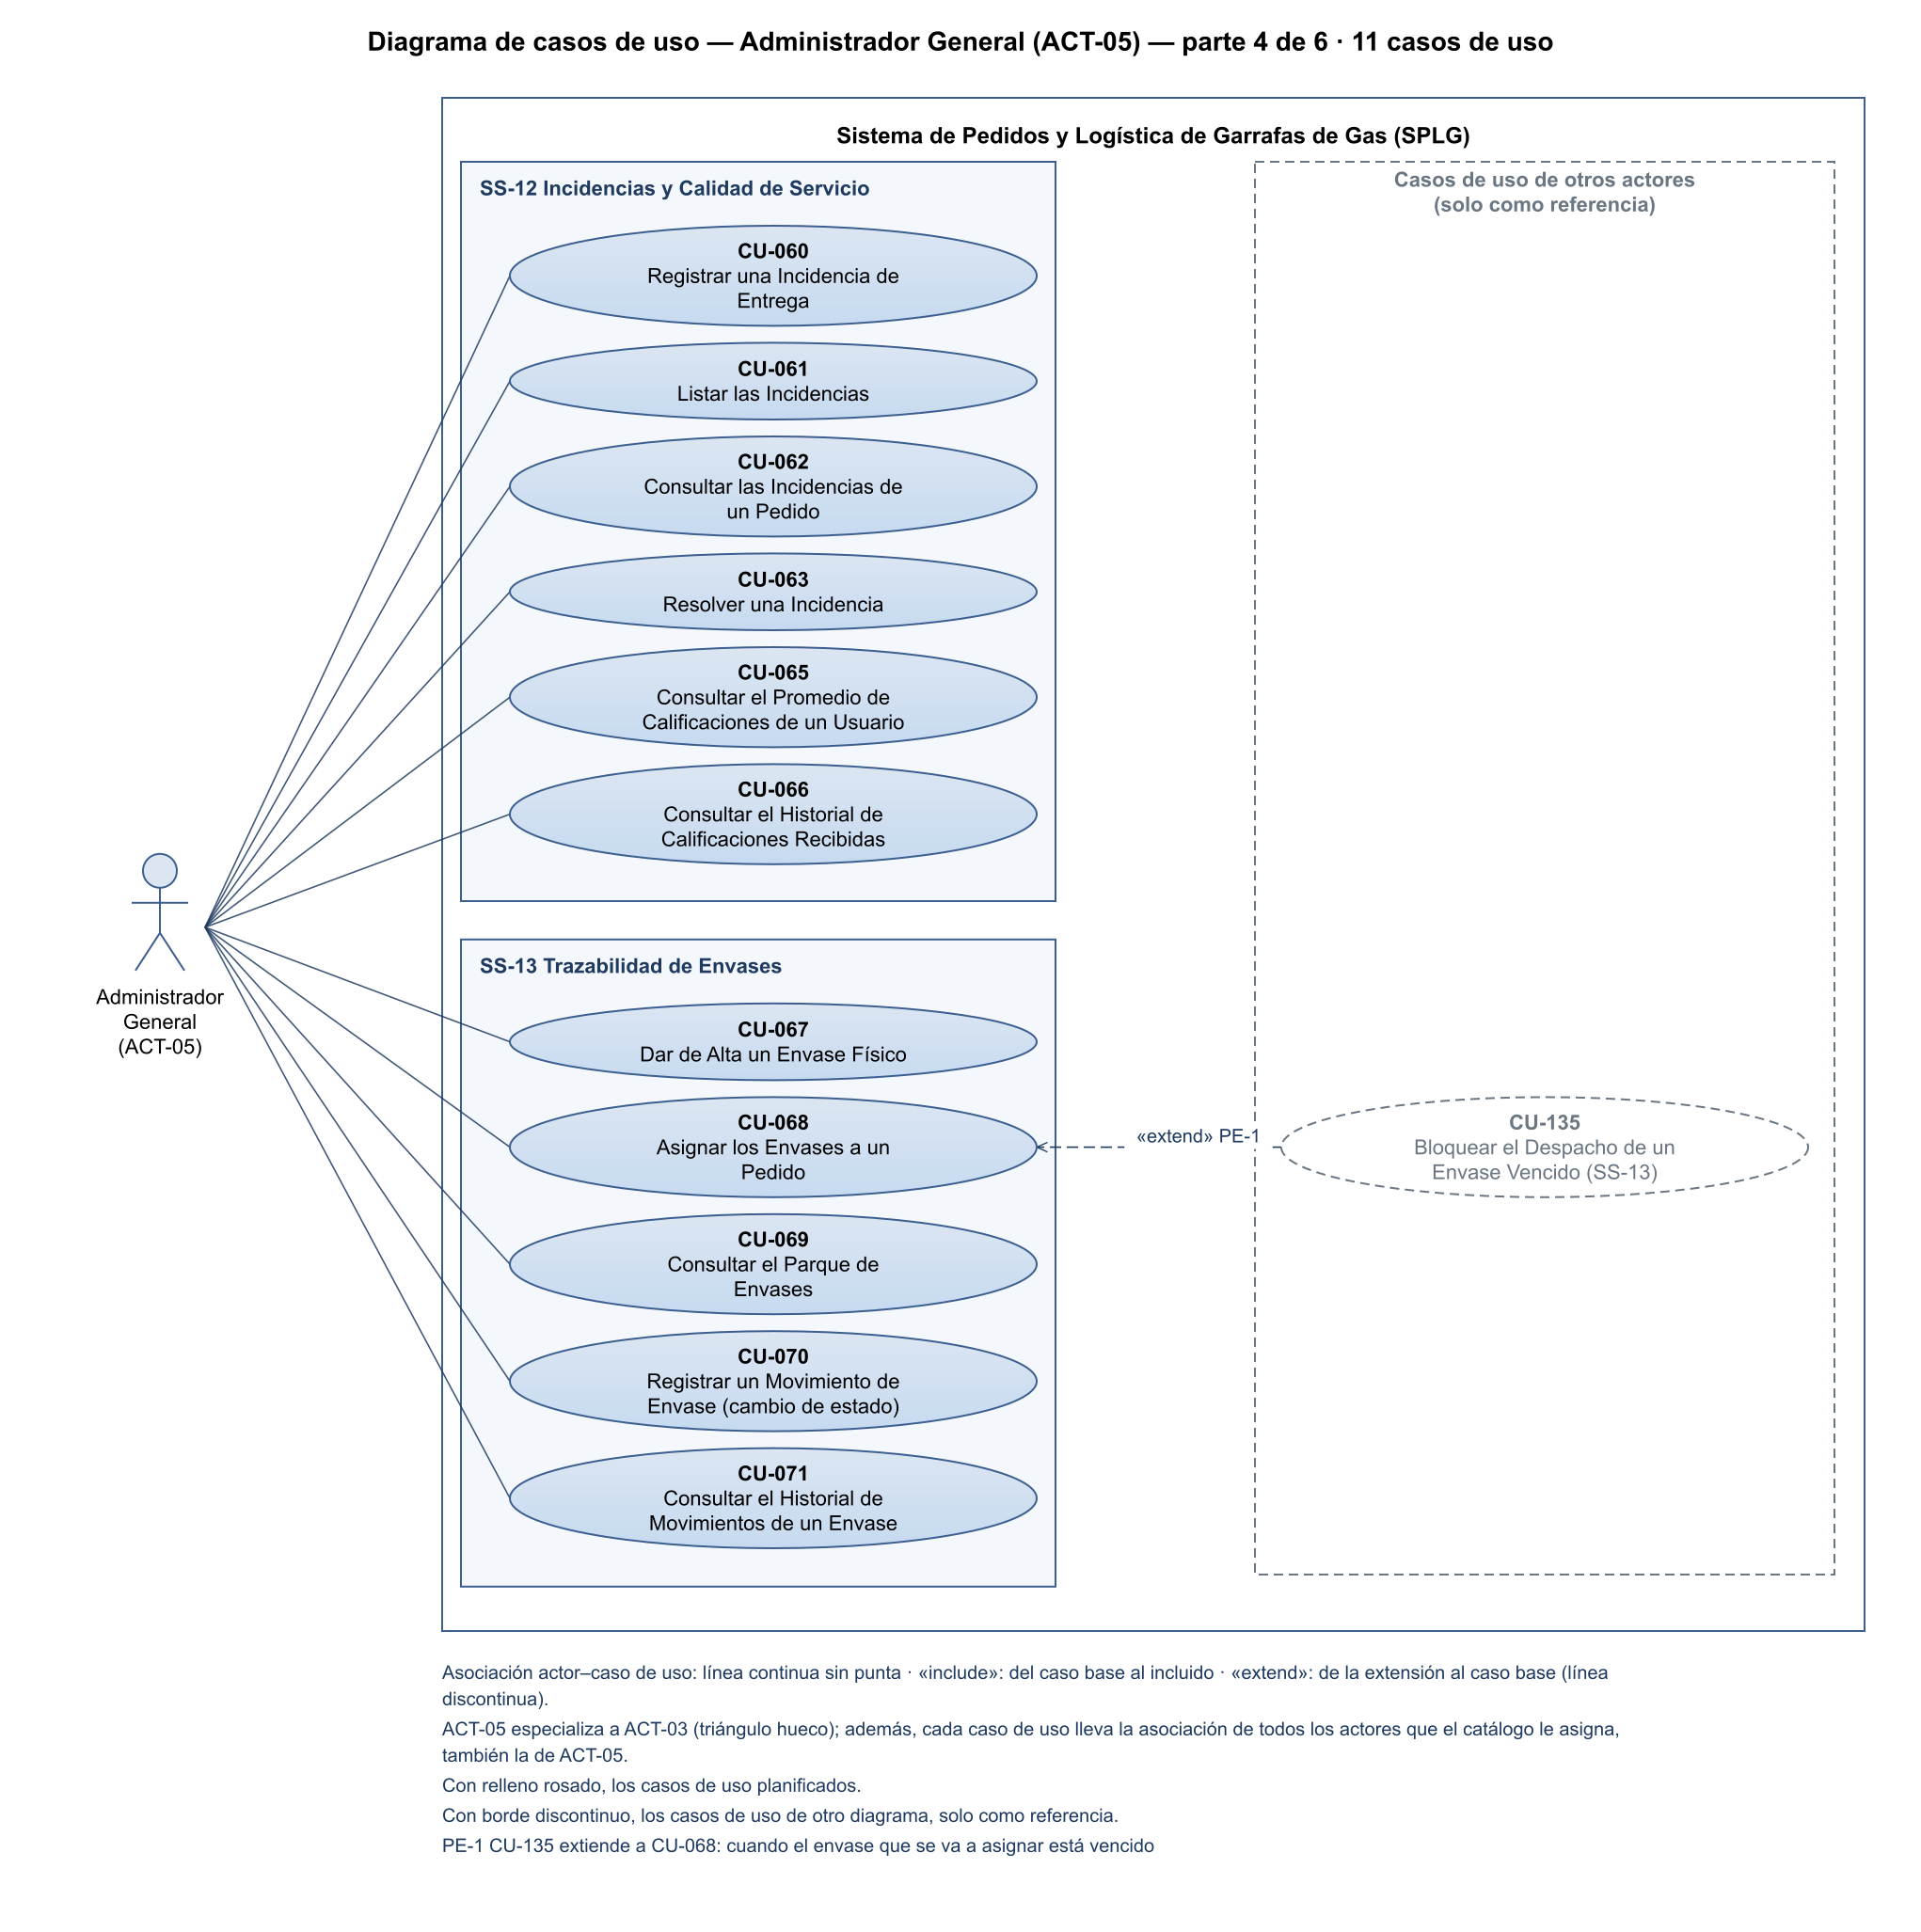 Diagrama de casos de uso — Administrador General (ACT-05) — parte 4 de 6 · 11 casos de uso
Sistema de Pedidos y Logística de Garrafas de Gas (SPLG)
SS-12 Incidencias y Calidad de Servicio
CU-060
Registrar una Incidencia de
Entrega
CU-061
Listar las Incidencias
CU-062
Consultar las Incidencias de
un Pedido
CU-063
Resolver una Incidencia
CU-065
Consultar el Promedio de
Calificaciones de un Usuario
CU-066
Consultar el Historial de
Calificaciones Recibidas
Administrador
General
(ACT-05)
SS-13 Trazabilidad de Envases
CU-067
Dar de Alta un Envase Físico
CU-068
Asignar los Envases a un
Pedido
CU-069
Consultar el Parque de
Envases
CU-070
Registrar un Movimiento de
Envase (cambio de estado)
CU-071
Consultar el Historial de
Movimientos de un Envase
«extend» PE-1
Casos de uso de otros actores
(solo como referencia)
CU-135
Bloquear el Despacho de un
Envase Vencido (SS-13)
Asociación actor–caso de uso: línea continua sin punta · «include»: del caso base al incluido · «extend»: de la extensión al caso base (línea
discontinua).
ACT-05 especializa a ACT-03 (triángulo hueco); además, cada caso de uso lleva la asociación de todos los actores que el catálogo le asigna,
también la de ACT-05.
Con relleno rosado, los casos de uso planificados.
Con borde discontinuo, los casos de uso de otro diagrama, solo como referencia.
PE-1 CU-135 extiende a CU-068: cuando el envase que se va a asignar está vencido